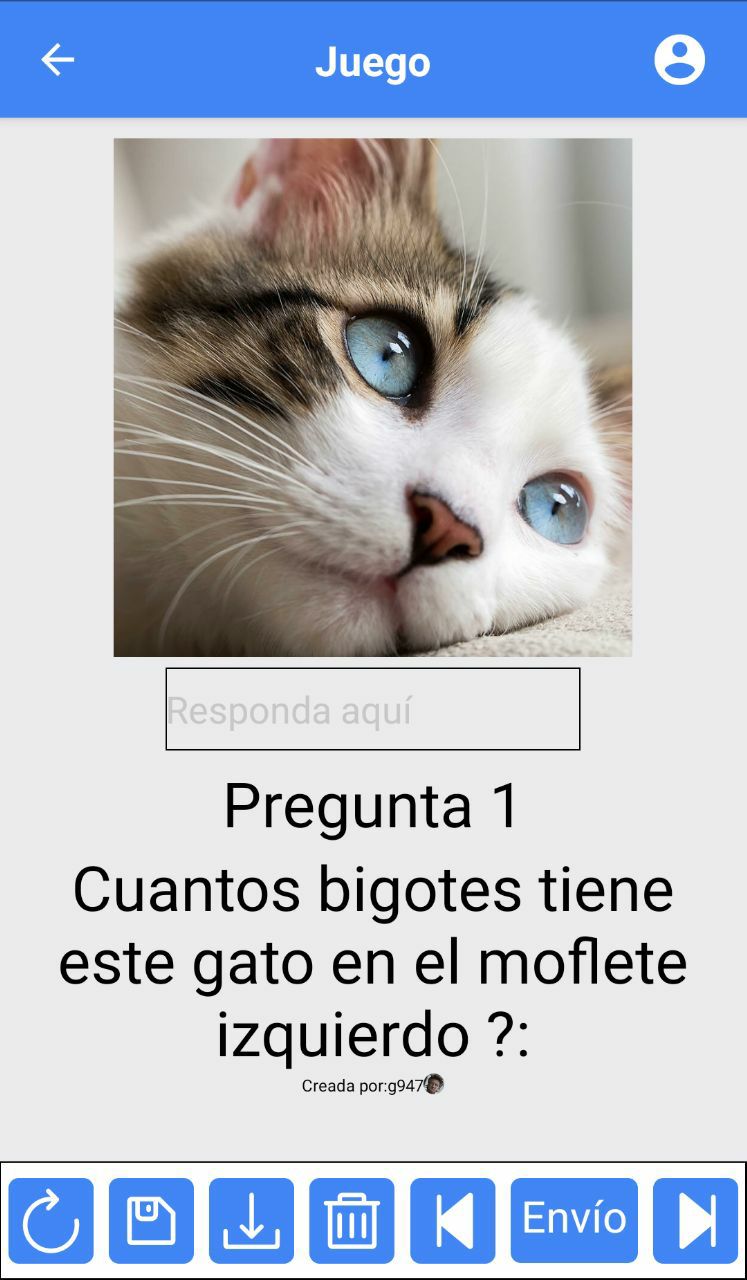 Juego
Responda aquí
Pregunta 1
Cuantos bigotes tiene
este gato en el moflete
izquierdo ?:
Creada por:g947
Envío